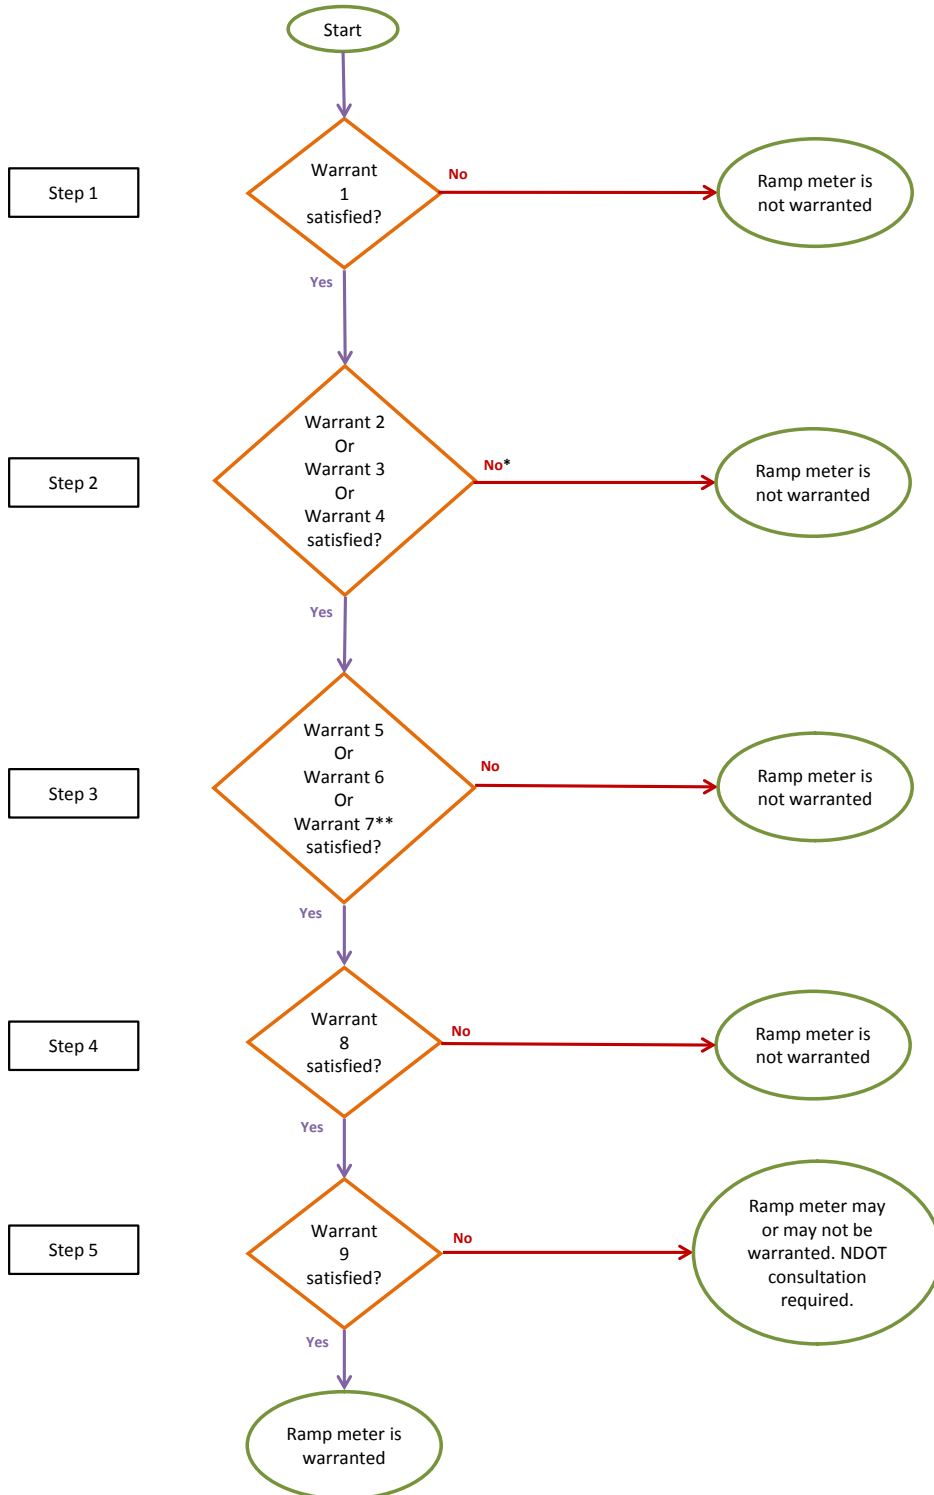 Start
Step 1
Warrant
1
satisfied?
No
Ramp meter is
not warranted
Yes
Step 2
Warrant 2
Or
Warrant 3
Or
Warrant 4
satisfied?
No*
Ramp meter is
not warranted
Yes
Step 3
Warrant 5
Or
Warrant 6
Or
Warrant 7**
satisfied?
No
Ramp meter is
not warranted
Yes
Step 4
Warrant
8
satisfied?
No
Ramp meter is
not warranted
Yes
Step 5
Warrant
9
satisfied?
No
Ramp meter may
or may not be
warranted. NDOT
consultation
required.
Yes
Ramp meter is
warranted